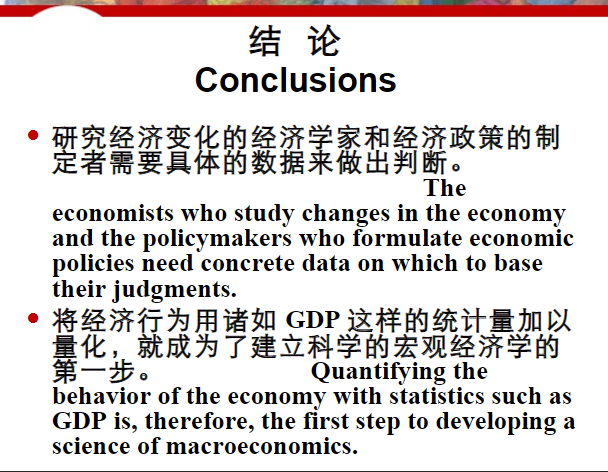 结 论
Conclusions
• 研究经济变化的经济学家和经济政策的制
定者需要具体的数据来做出判断。
The
economists who study changes in the economy
and the policymakers who formulate economic
policies need concrete data on which to base
their judgments.
• 将经济行为用诸如 GDP 这样的统计量加以
量化，就成为了建立科学的宏观经济学的
第一步。 Quantifying the
behavior of the economy with statistics such as
GDP is, therefore, the first step to developing a
science of macroeconomics.